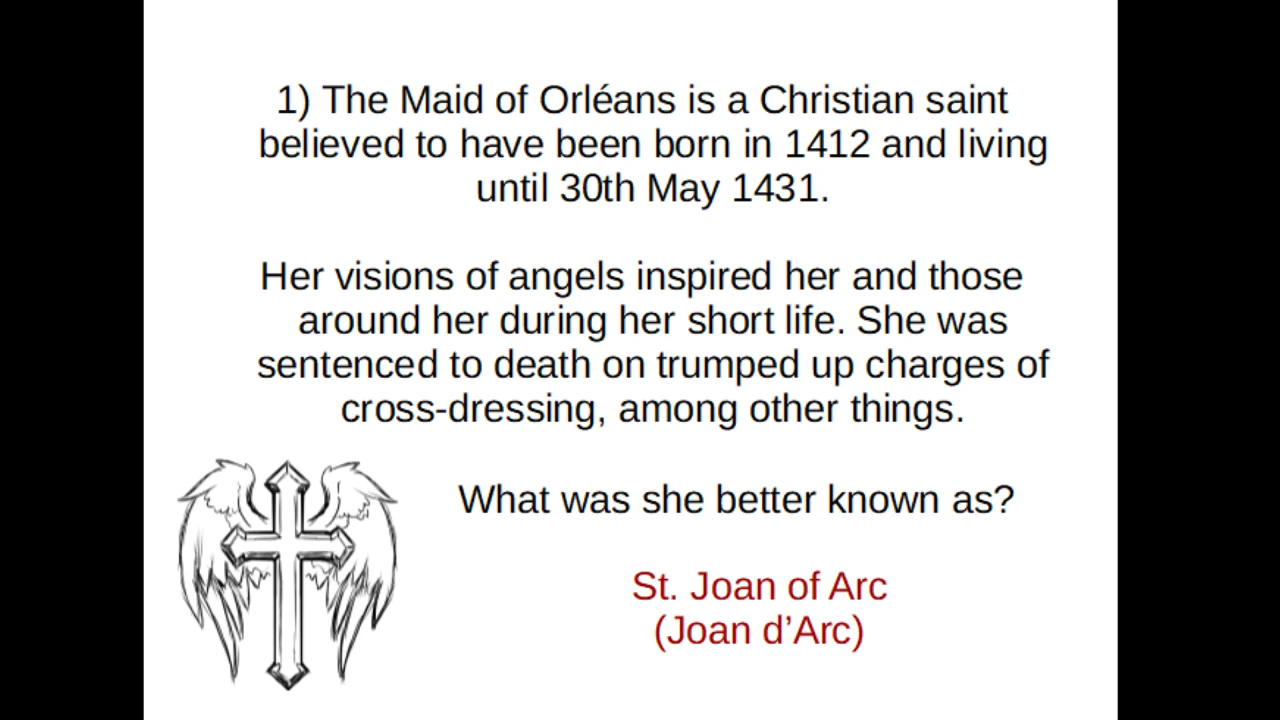 1) The Maid of Orléans is a Christian saint
believed to have been born in 1412 and living
until 30th May 1431.
Her visions of angels inspired her and those
around her during her short life. She was
sentenced to death on trumped up charges of
cross-dressing, among other things.
What was she better known as?
St. Joan of Arc
(Joan d’Arc)